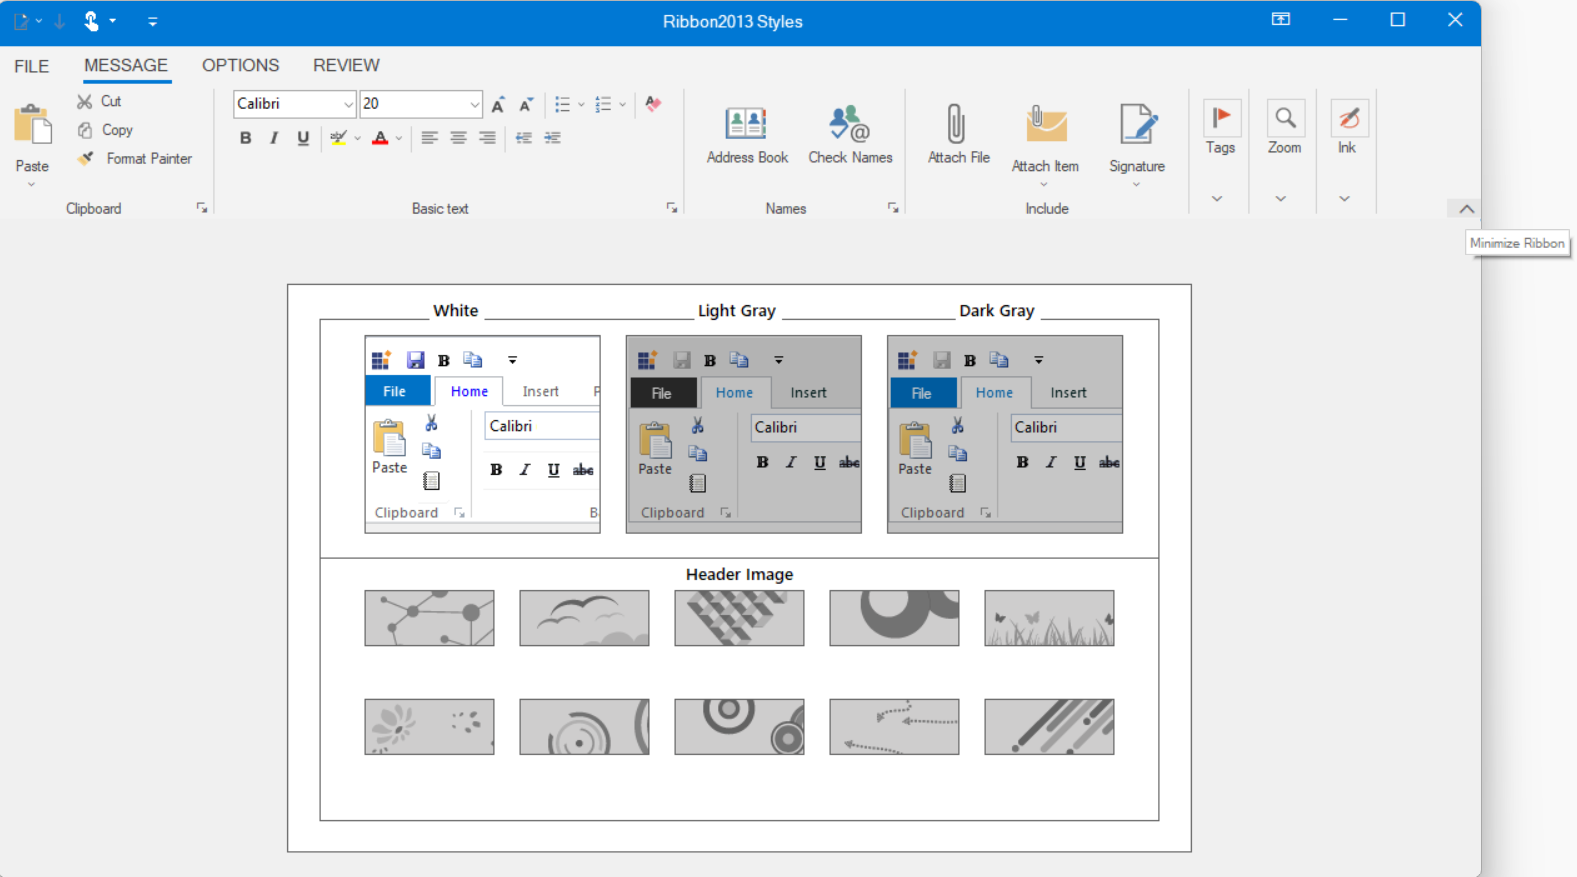 Ribbon2013 Styles
FILE MESSAGE OPTIONS REVIEW
Paste
Cut
Copy
Format Painter
Clipboard
Calibri 20
B I U ab A
Basic text
Address Book Check Names
Names
Attach File Attach Item Signature
Include
Tags Zoom Ink
Minimize Ribbon
White Light Gray Dark Gray
B
File Home Insert P
Calibri
Paste
B I U abc
Clipboard B
B
File Home Insert
Calibri
Paste
B I U abc
Clipboard
B
File Home Insert
Calibri
Paste
B I U abc
Clipboard
Header Image